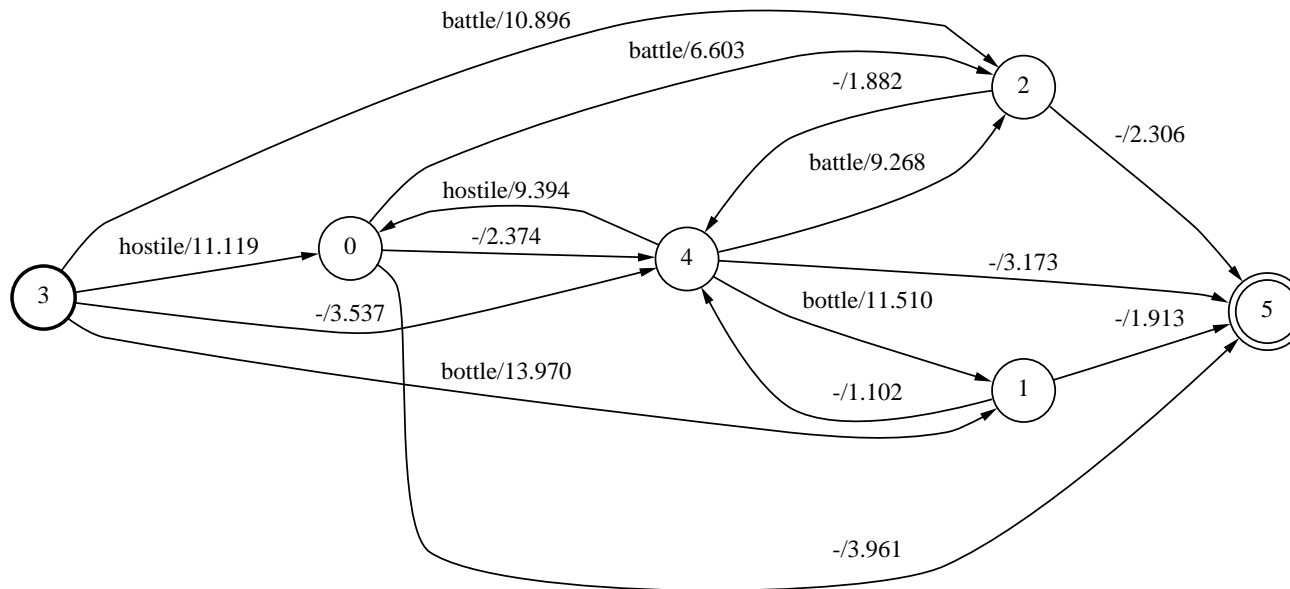 battle/10.896
battle/6.603
-/1.882
2
-/2.306
battle/9.268
hostile/9.394
hostile/11.119
0
-/2.374
4
-/3.173
3
-/3.537
bottle/11.510
5
-/1.913
bottle/13.970
-/1.102
1
-/3.961